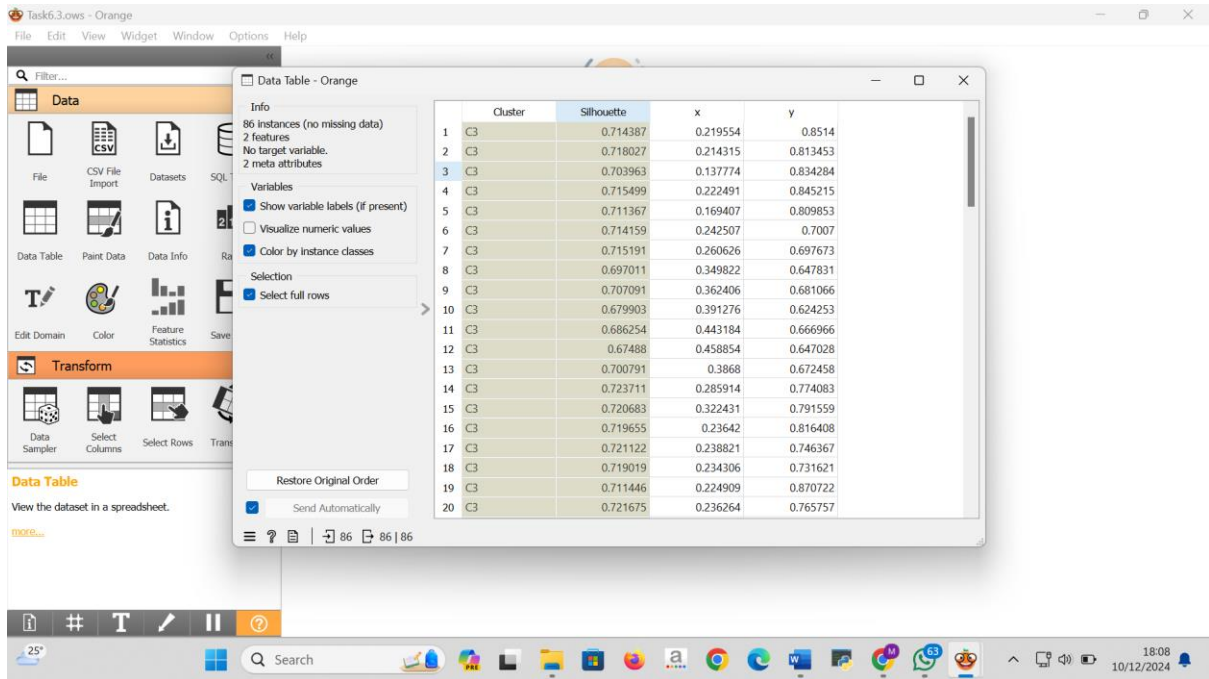 Task6.3.ows - Orange
File Edit View Widget Window Options Help
Filter...
Data
File
CSV File Import
Datasets
SQL T
Data Table
Paint Data
Data Info
Ra
Edit Domain
Color
Feature Statistics
Save
Transform
Data Sampler
Select Columns
Select Rows
Trans
Data Table
View the dataset in a spreadsheet.
more...
Data Table - Orange
Info
86 instances (no missing data)
2 features
No target variable.
2 meta attributes
Variables
Show variable labels (if present)
Visualize numeric values
Color by instance classes
Selection
Select full rows
Restore Original Order
Send Automatically
86 86 | 86
Cluster Silhouette x y
1 C3 0.714387 0.219554 0.8514
2 C3 0.718027 0.214315 0.813453
3 C3 0.703963 0.137774 0.834284
4 C3 0.715499 0.222491 0.845215
5 C3 0.711367 0.169407 0.809853
6 C3 0.714159 0.242507 0.7007
7 C3 0.715191 0.260626 0.697673
8 C3 0.697011 0.349822 0.647831
9 C3 0.707091 0.362406 0.681066
10 C3 0.679903 0.391276 0.624253
11 C3 0.686254 0.443184 0.666966
12 C3 0.67488 0.458854 0.647028
13 C3 0.700791 0.3868 0.672458
14 C3 0.723711 0.285914 0.774083
15 C3 0.720683 0.322431 0.791559
16 C3 0.719655 0.23642 0.816408
17 C3 0.721122 0.238821 0.746367
18 C3 0.719019 0.234306 0.731621
19 C3 0.711446 0.224909 0.870722
20 C3 0.721675 0.236264 0.765757
25°
Search
PRE
63
18:08
10/12/2024